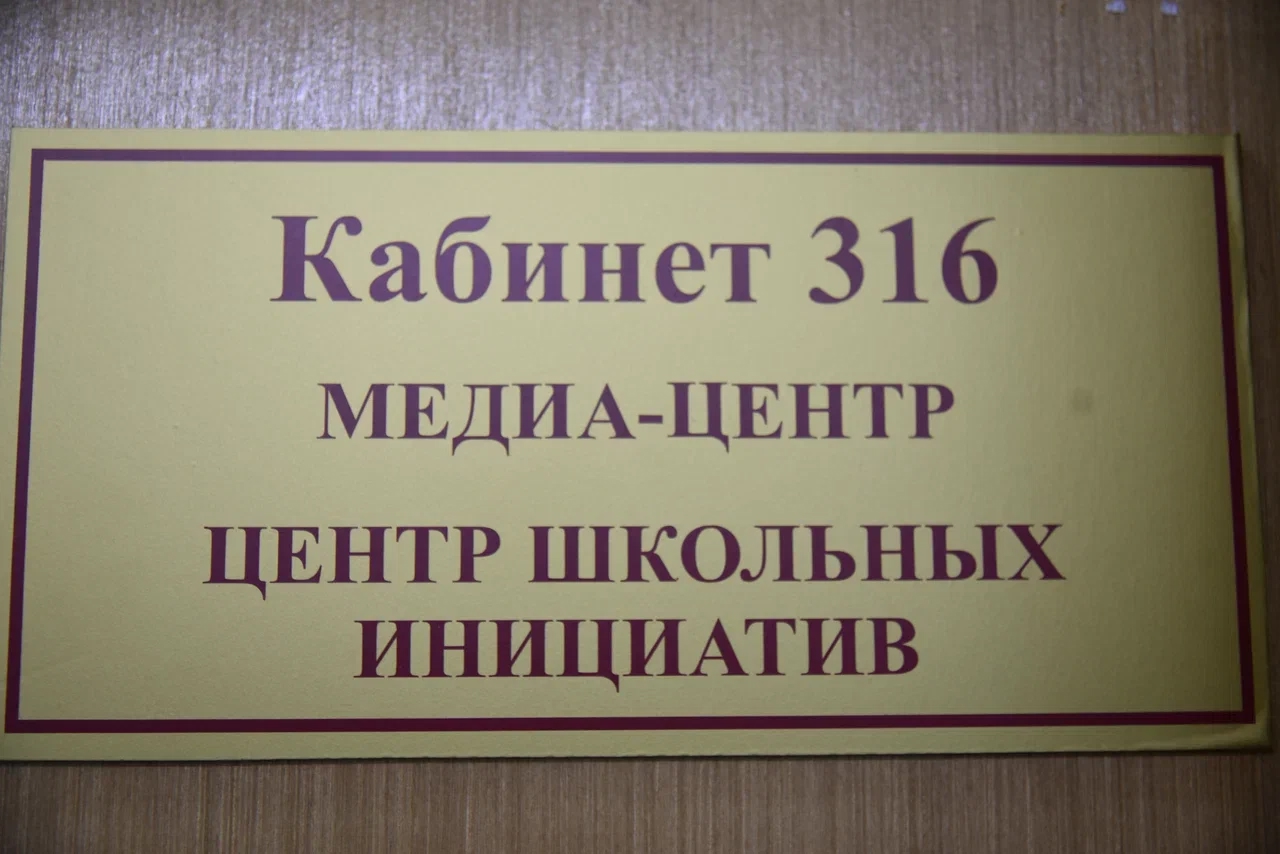 Кабинет 316
МЕДИА-ЦЕНТР
ЦЕНТР ШКОЛЬНЫХ
ИНИЦИАТИВ